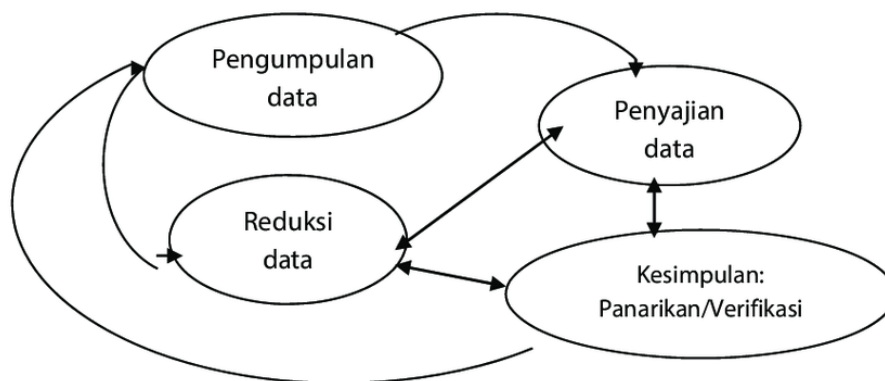 Pengumpulan
data
Penyajian
data
Reduksi
data
Kesimpulan:
Panarikan/Verifikasi